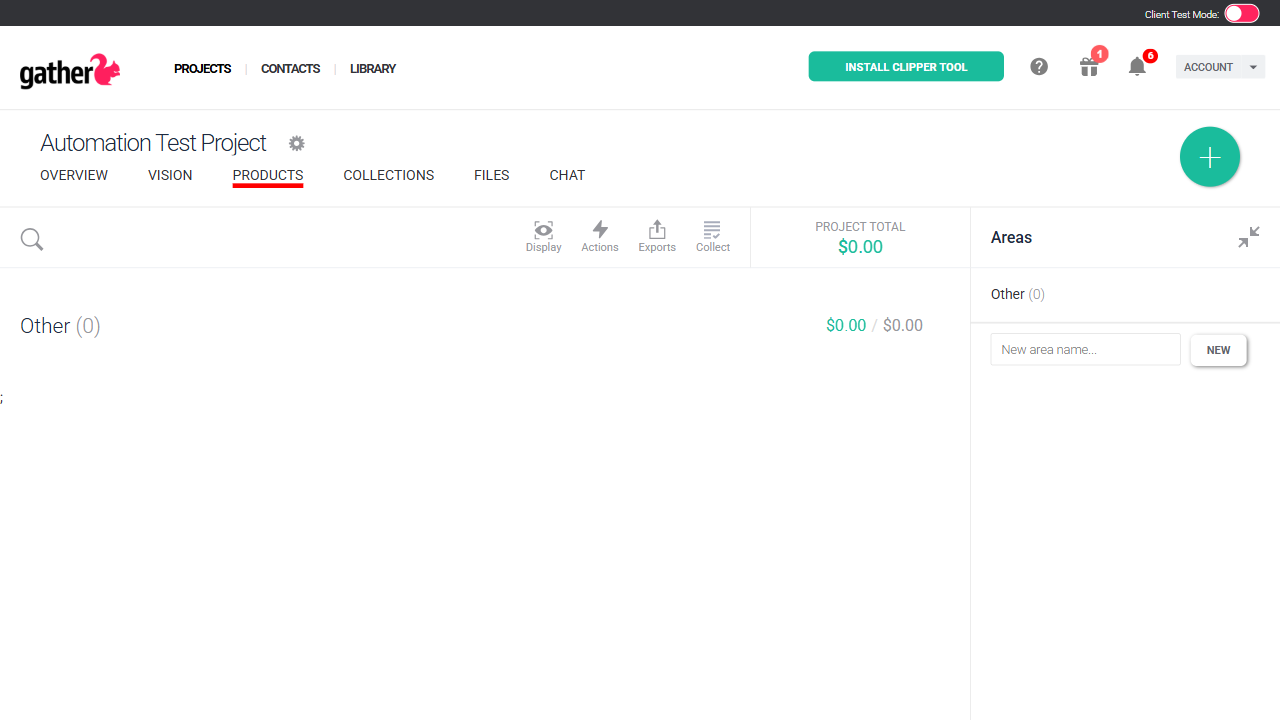 Client Test Mode:
gather
PROJECTS | CONTACTS | LIBRARY
INSTALL CLIPPER TOOL
?
1
6
ACCOUNT
Automation Test Project
OVERVIEW VISION PRODUCTS COLLECTIONS FILES CHAT
Display Actions Exports Collect
PROJECT TOTAL
$0.00
Areas
Other (0)
$0.00 / $0.00
Other (0)
New area name...
NEW
;